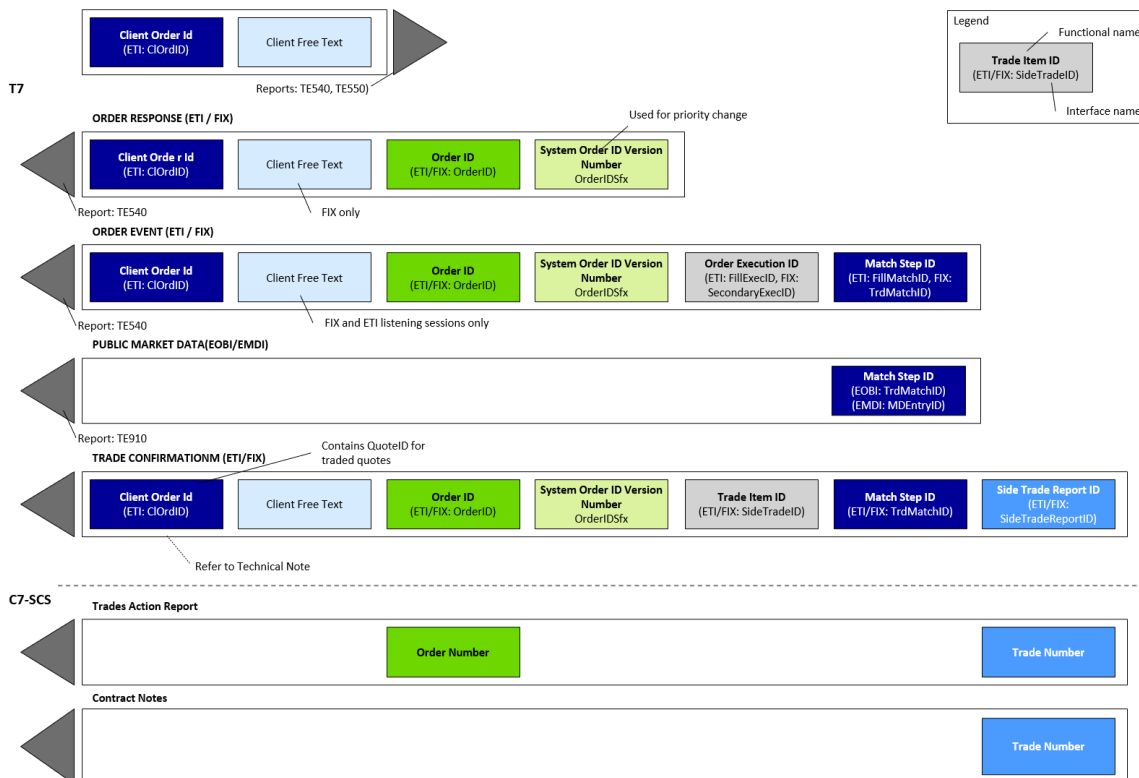 Client Order Id
(ETI: ClOrdID)
Client Free Text
Reports: TE540, TE550)
Legend
Functional name
Trade Item ID
(ETI/FIX: SideTradeID)
Interface name
T7
ORDER RESPONSE (ETI / FIX)
Used for priority change
Client Orde r Id
(ETI: ClOrdID)
Client Free Text
Order ID
(ETI/FIX: OrderID)
System Order ID Version
Number
OrderIDSfx
Report: TE540
FIX only
ORDER EVENT (ETI / FIX)
Client Order Id
(ETI: ClOrdID)
Client Free Text
Order ID
(ETI/FIX: OrderID)
System Order ID Version
Number
OrderIDSfx
Order Execution ID
(ETI: FillExecID, FIX:
SecondaryExecID)
Match Step ID
(ETI: FillMatchID, FIX:
TrdMatchID)
Report: TE540
FIX and ETI listening sessions only
PUBLIC MARKET DATA(EOBI/EMDI)
Match Step ID
(EOBI: TrdMatchID)
(EMDI: MDEntryID)
Report: TE910
TRADE CONFIRMATIONM (ETI/FIX)
Contains QuoteID for
traded quotes
Client Order Id
(ETI: ClOrdID)
Client Free Text
Order ID
(ETI/FIX: OrderID)
System Order ID Version
Number
OrderIDSfx
Trade Item ID
(ETI/FIX: SideTradeID)
Match Step ID
(ETI/FIX: TrdMatchID)
Side Trade Report ID
(ETI/FIX:
SideTradeReportID)
Refer to Technical Note
C7-SCS
Trades Action Report
Order Number
Trade Number
Contract Notes
Trade Number